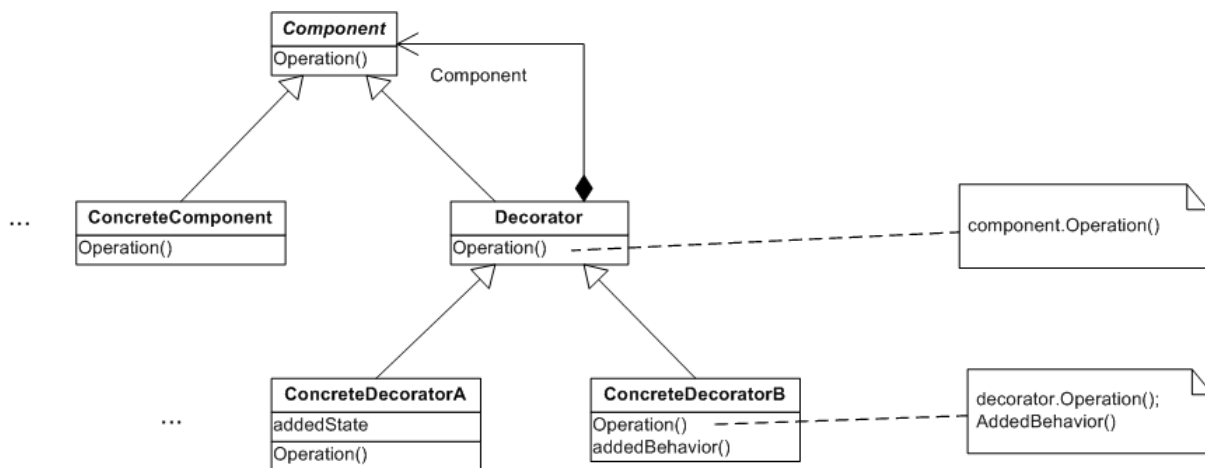 Component
Operation()
Component
...
ConcreteComponent
Operation()
Decorator
Operation()
component.Operation()
...
ConcreteDecoratorA
addedState
Operation()
ConcreteDecoratorB
Operation()
addedBehavior()
decorator.Operation();
AddedBehavior()